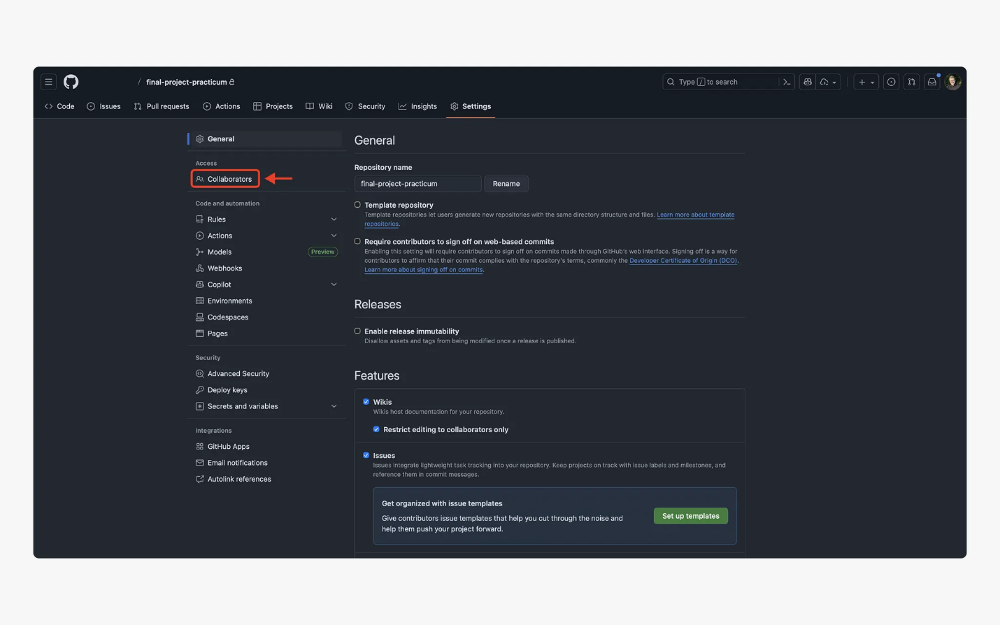 / final-project-practicum
Type / to search
Code
Issues
Pull requests
Actions
Projects
Wiki
Security
Insights
Settings
General
Access
Collaborators
Code and automation
Rules
Actions
Models Preview
Webhooks
Copilot
Environments
Codespaces
Pages
Security
Advanced Security
Deploy keys
Secrets and variables
Integrations
GitHub Apps
Email notifications
Autolink references
General
Repository name
final-project-practicum Rename
Template repository
Template repositories let users generate new repositories with the same directory structure and files. Learn more about template
repositories.
Require contributors to sign off on web-based commits
Enabling this setting will require contributors to sign off on commits made through GitHub's web interface. Signing off is a way for
contributors to affirm that their commit complies with the repository's terms, commonly the Developer Certificate of Origin (DCO).
Learn more about signing off on commits.
Releases
Enable release immutability
Disallow assets and tags from being modified once a release is published.
Features
Wikis
Wikis host documentation for your repository.
Restrict editing to collaborators only
Issues
Issues integrate lightweight task tracking into your repository. Keep projects on track with issue labels and milestones, and
reference them in commit messages.
Get organized with issue templates
Give contributors issue templates that help you cut through the noise and
help them push your project forward.
Set up templates